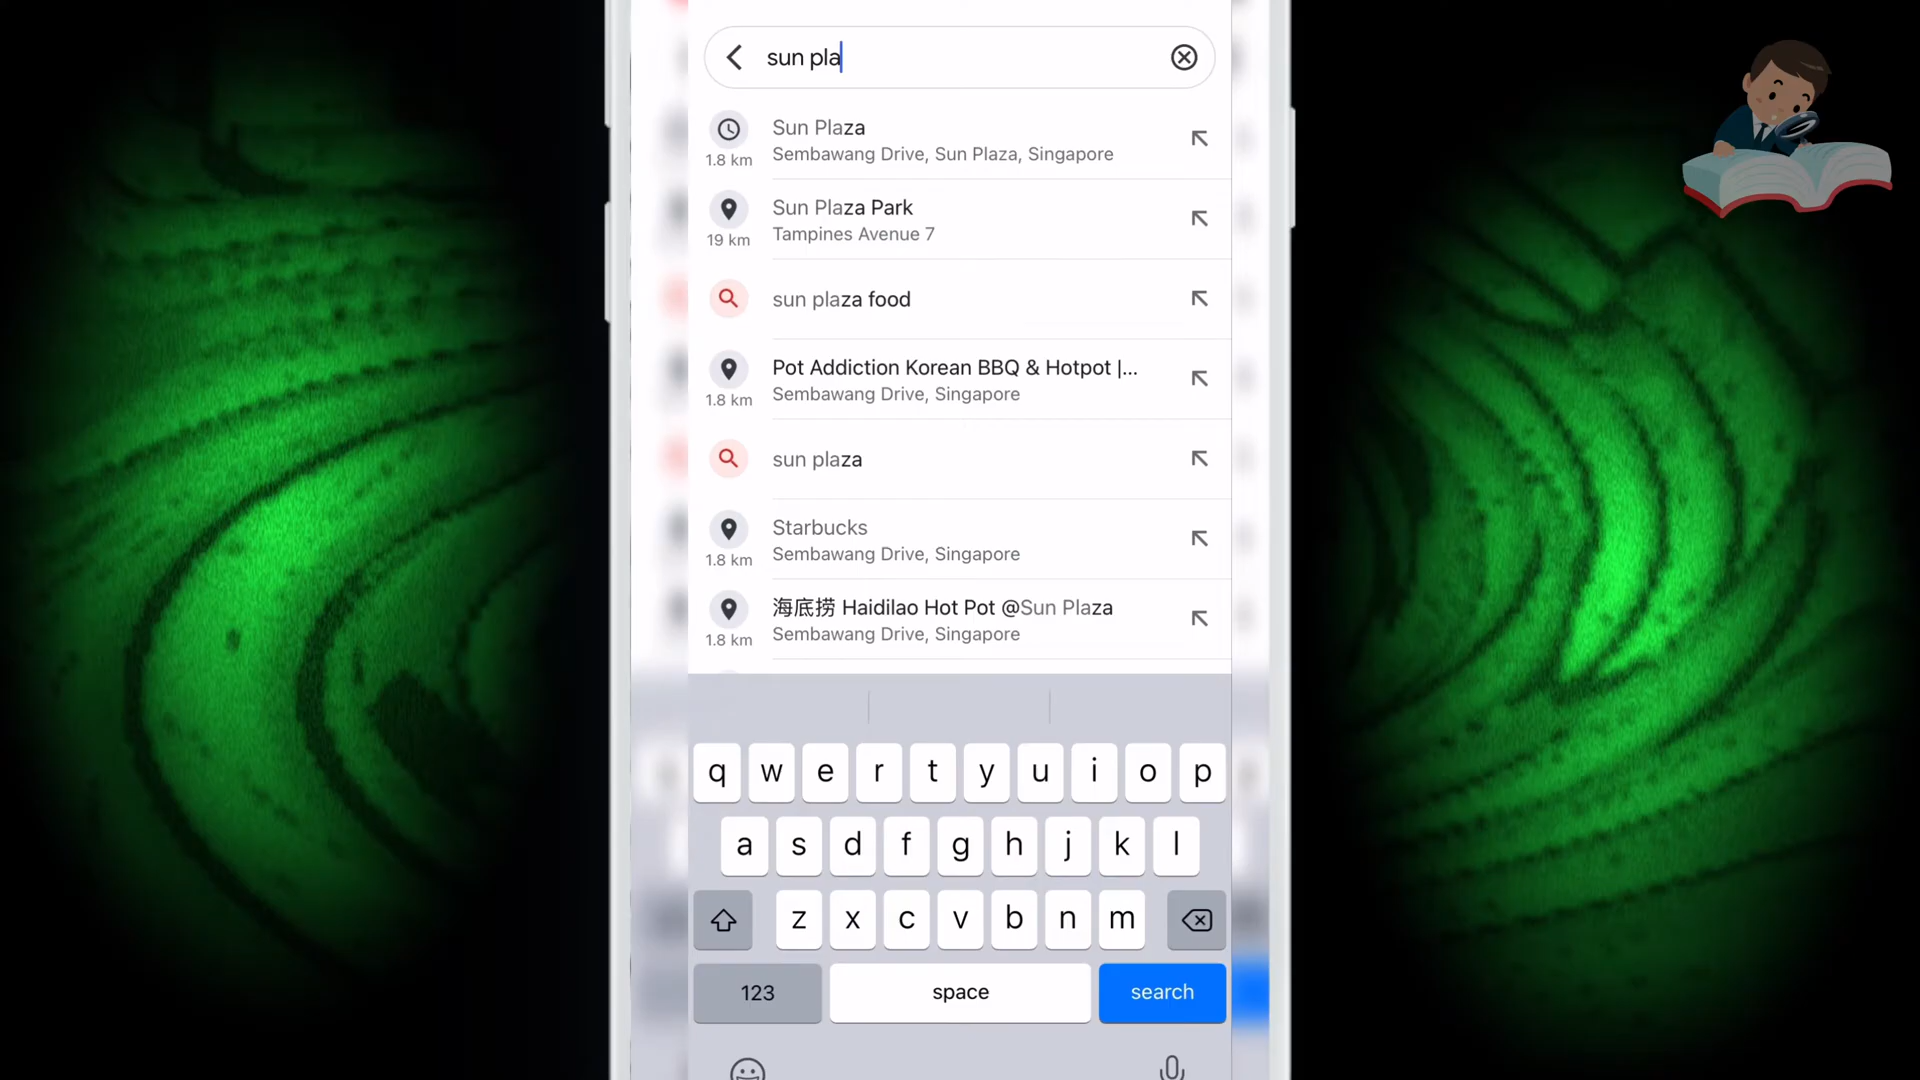 sun pla
Sun Plaza
Sembawang Drive, Sun Plaza, Singapore
1.8 km
Sun Plaza Park
Tampines Avenue 7
19 km
sun plaza food
Pot Addiction Korean BBQ & Hotpot |...
Sembawang Drive, Singapore
1.8 km
sun plaza
Starbucks
Sembawang Drive, Singapore
1.8 km
海底捞 Haidilao Hot Pot @Sun Plaza
Sembawang Drive, Singapore
1.8 km
q w e r t y u i o p
a s d f g h j k l
z x c v b n m
123 space search